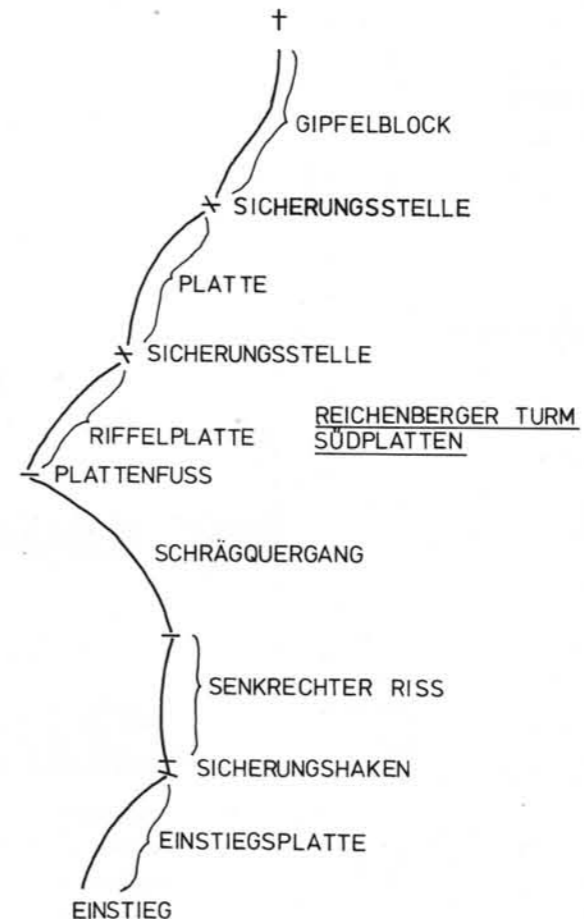 GIPFELBLOCK
SICHERUNGSSTELLE
PLATTE
SICHERUNGSSTELLE
REICHENBERGER TURM
SÜDPLATTEN
RIFFELPLATTE
PLATTENFUSS
SCHRÄGQUERGANG
SENKRECHTER RISS
SICHERUNGSHAKEN
EINSTIEGSPLATTE
EINSTIEG